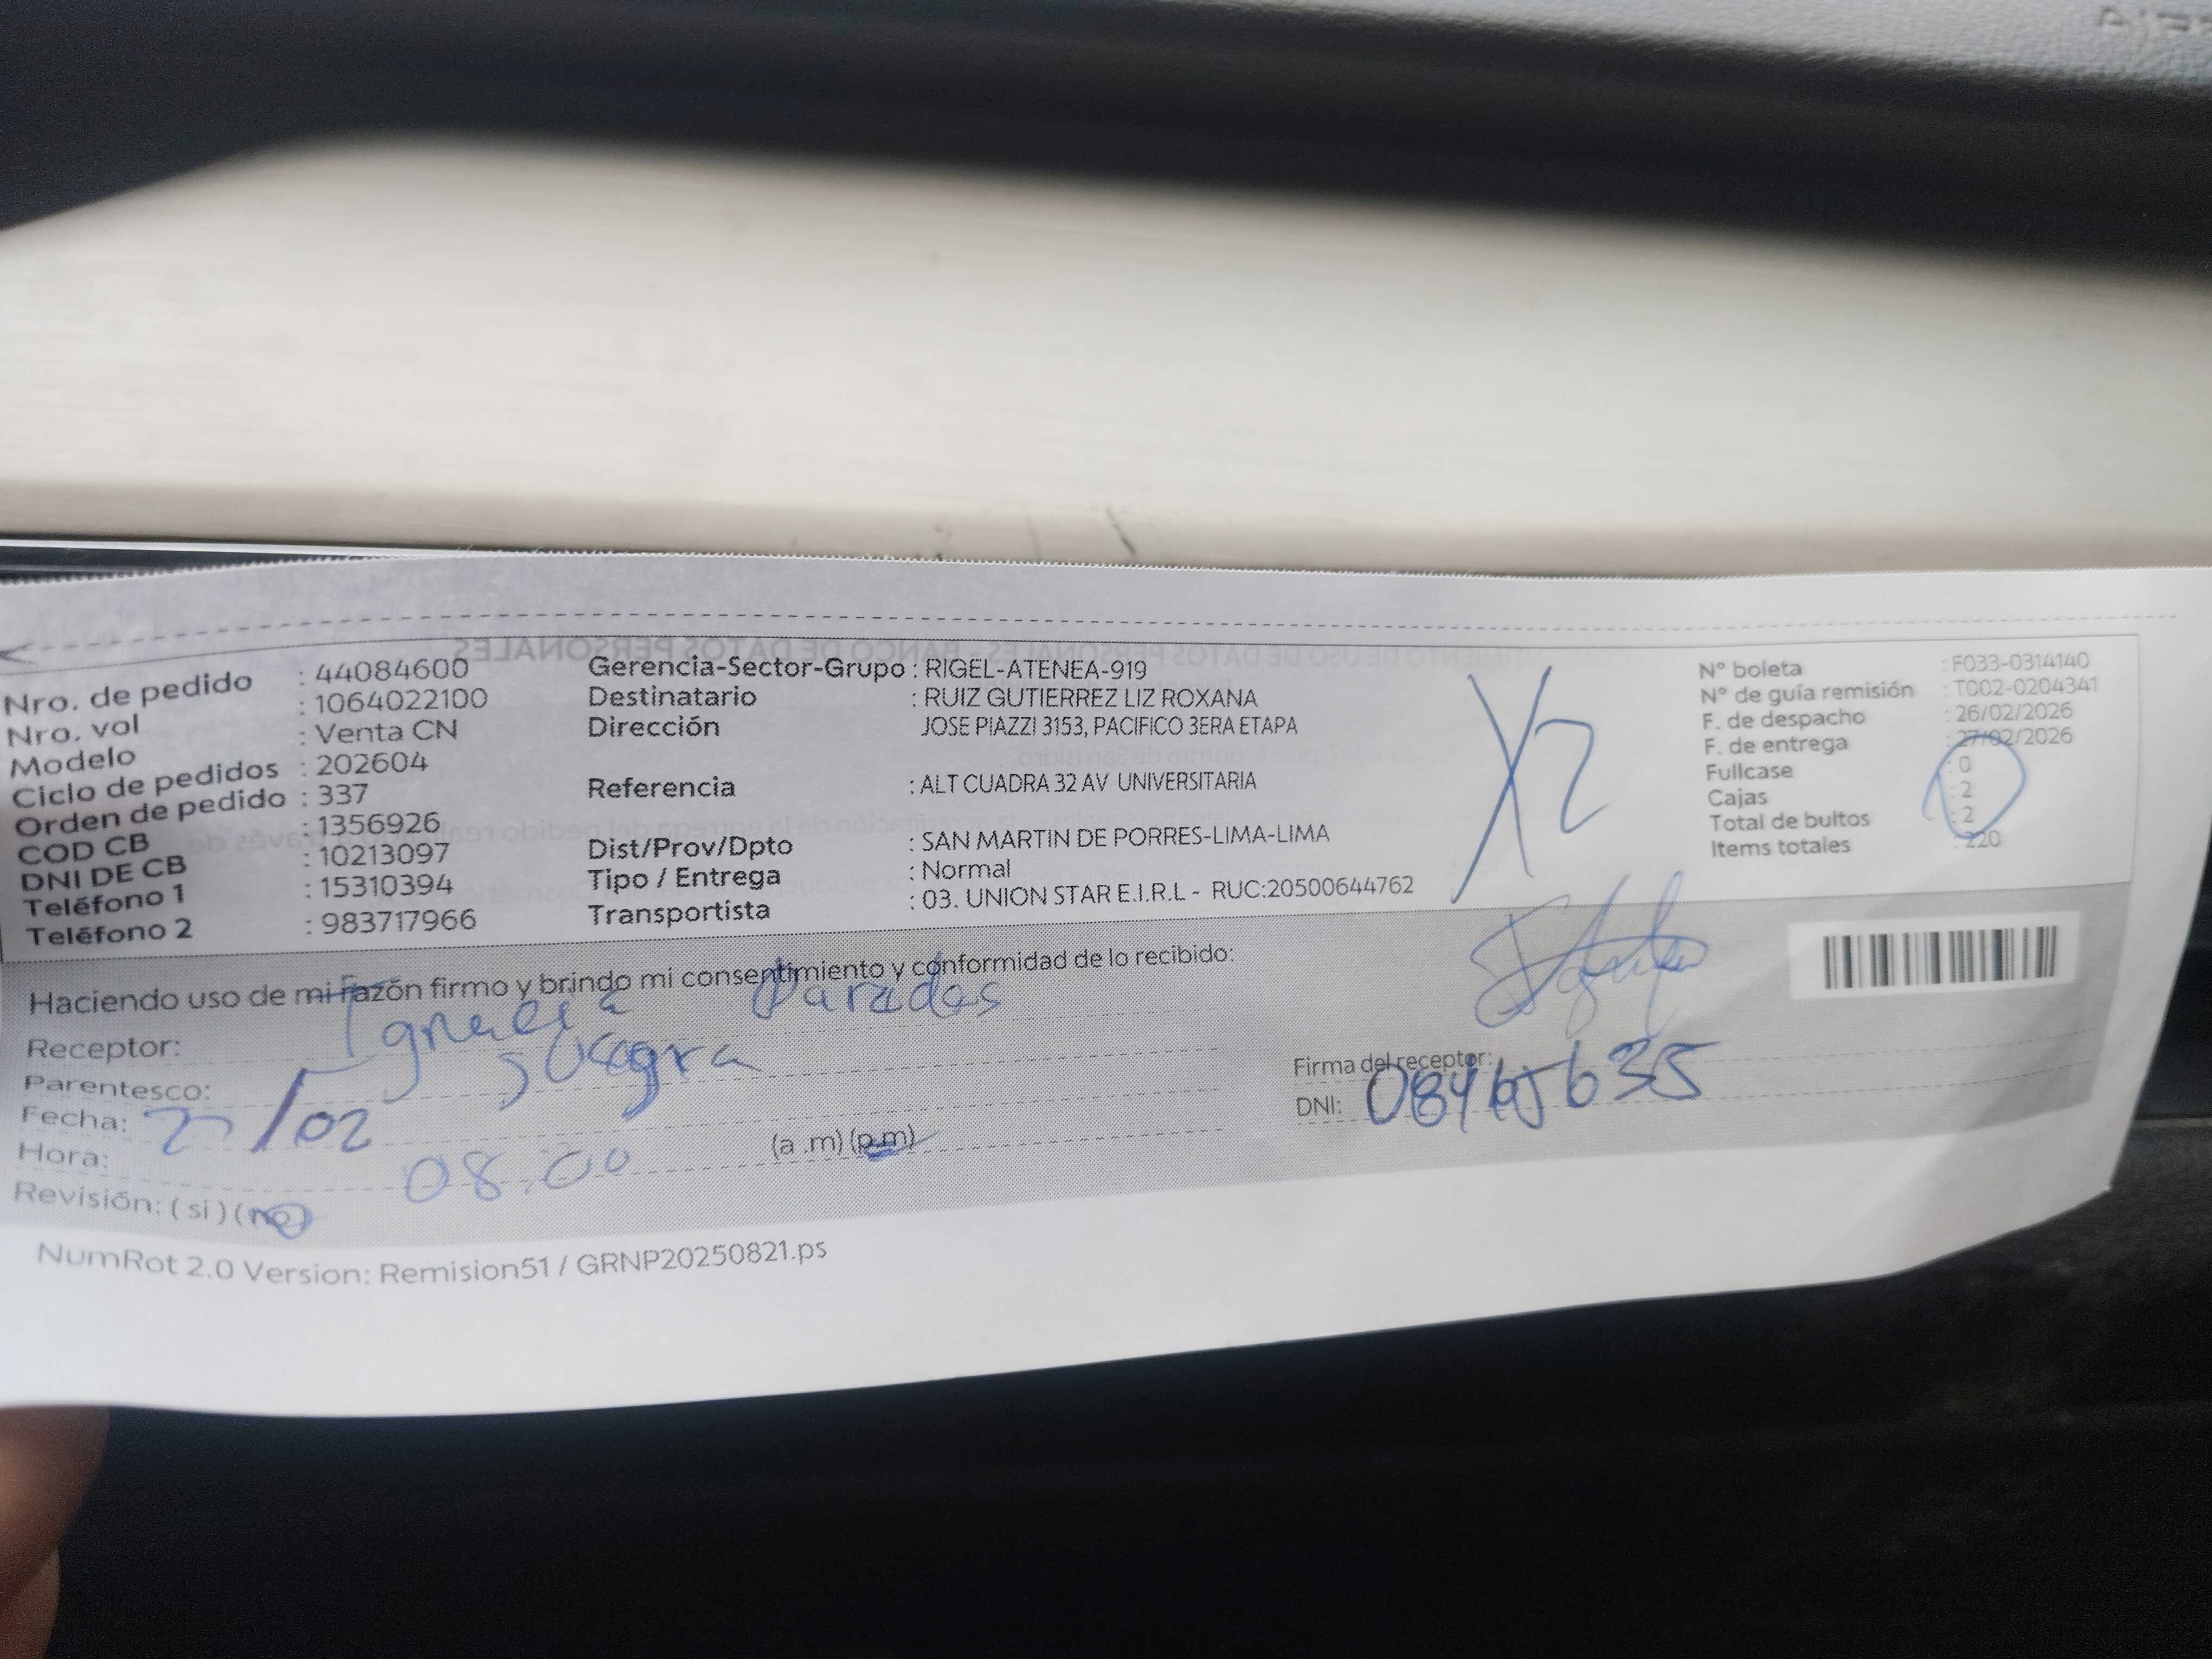 Nro. de pedido : 44084600
Nro. vol : 1064022100
Modelo : Venta CN
Ciclo de pedidos : 202604
Orden de pedido : 337
COD CB : 1356926
DNI DE CB : 10213097
Teléfono 1 : 15310394
Teléfono 2 : 983717966
Gerencia-Sector-Grupo : RIGEL-ATENEA-919
Destinatario : RUIZ GUTIERREZ LIZ ROXANA
Dirección JOSE PIAZZI 3153, PACIFICO 3ERA ETAPA
Referencia : ALT CUADRA 32 AV UNIVERSITARIA
Dist/Prov/Dpto : SAN MARTIN DE PORRES-LIMA-LIMA
Tipo / Entrega : Normal
Transportista : 03. UNION STAR E.I.R.L - RUC:20500644762
X2
N° boleta : F033-0314140
N° de guía remisión : T002-0204341
F. de despacho : 26/02/2026
F. de entrega : 27/02/2026
Fullcase : 0
Cajas : 2
Total de bultos : 2
Items totales : 220
Haciendo uso de mi razón firmo y brindo mi consentimiento y conformidad de lo recibido:
Receptor: Paredes
Parentesco: suegra
Fecha: 27/02
Hora: 08.00 (a .m) (p.m)
Revisión: ( si ) (no)
Firma del receptor:
DNI:
NumRot 2.0 Version: Remision51 / GRNP20250821.ps